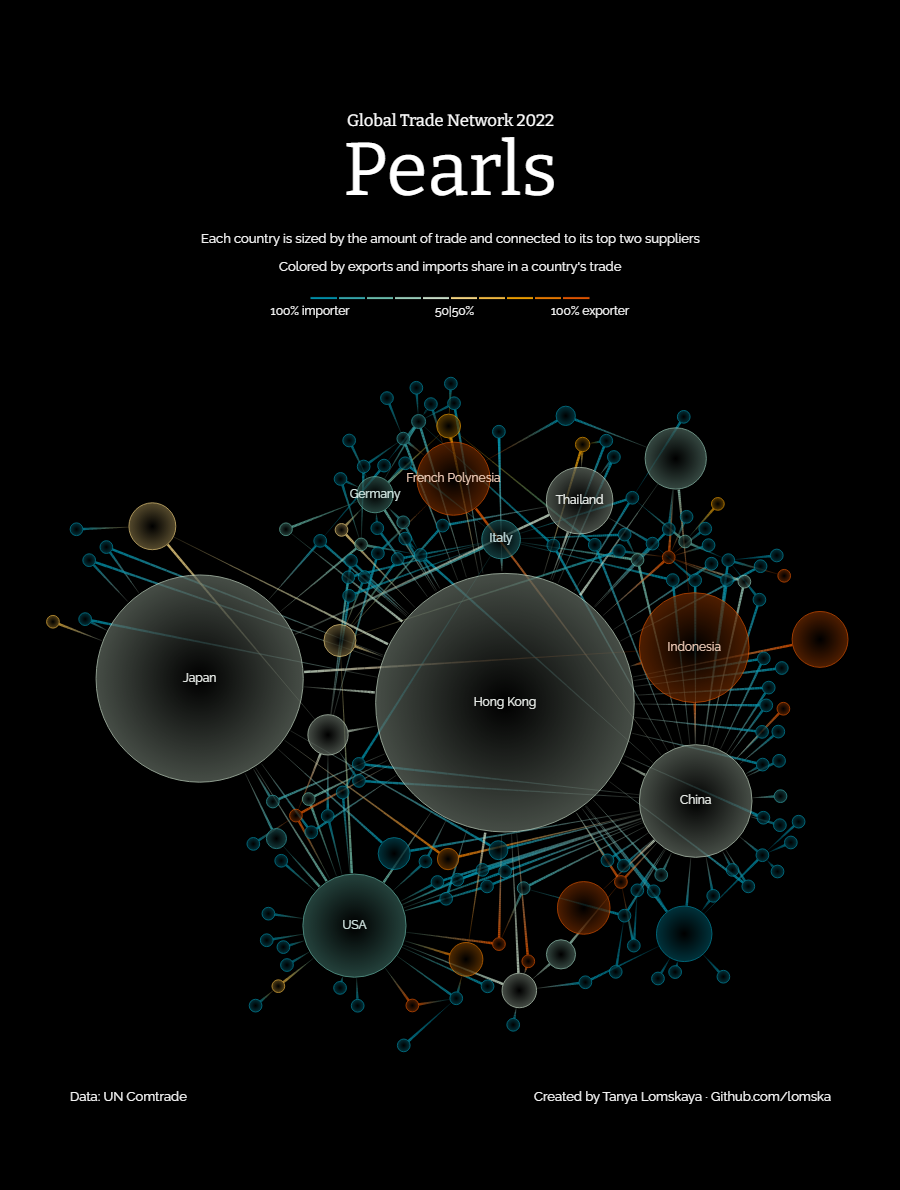 Global Trade Network 2022
Pearls
Each country is sized by the amount of trade and connected to its top two suppliers
Colored by exports and imports share in a country's trade
100% importer 50|50% 100% exporter
French Polynesia
Germany
Thailand
Italy
Indonesia
Japan
Hong Kong
China
USA
Data: UN Comtrade
Created by Tanya Lomskaya · Github.com/lomska